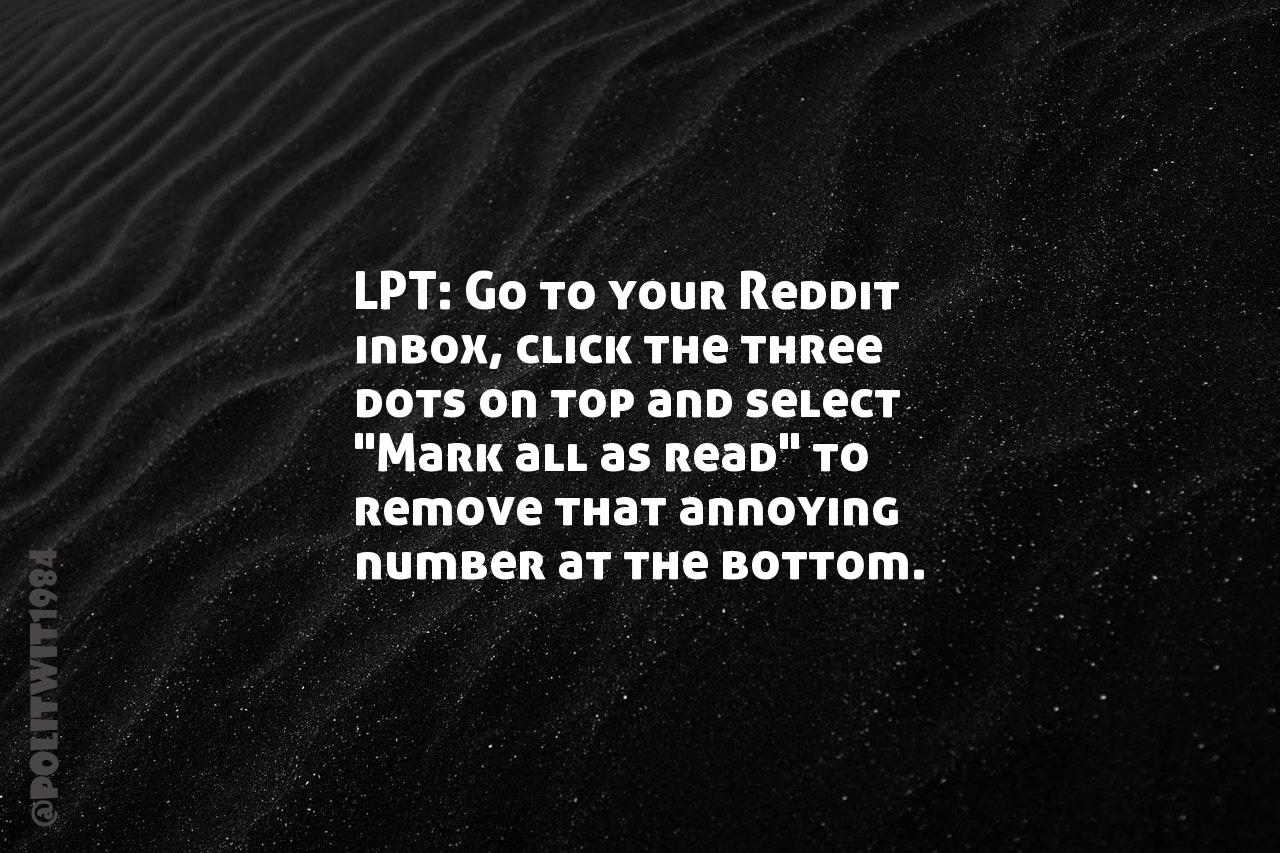 LPT: Go to your Reddit
inbox, click the three
dots on top and select
"Mark all as read" to
remove that annoying
number at the bottom.
@POLITWIT1984